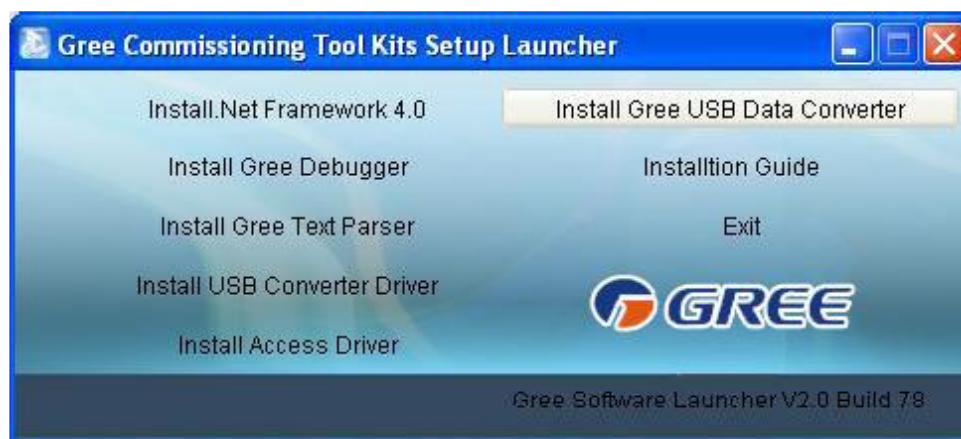 Gree Commissioning Tool Kits Setup Launcher
Install.Net Framework 4.0
Install Gree USB Data Converter
Install Gree Debugger
Installtion Guide
Install Gree Text Parser
Exit
Install USB Converter Driver
GREE
Install Access Driver
Gree Software Launcher V2.0 Build 78